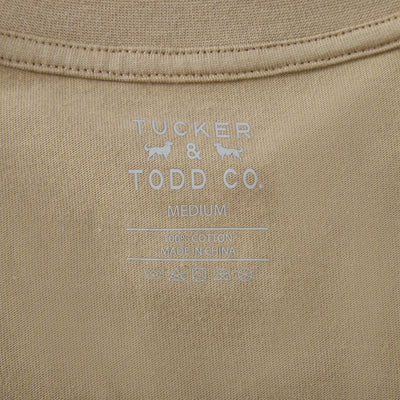 TUCKER
&
TODD CO.
MEDIUM
100% COTTON
MADE IN CHINA